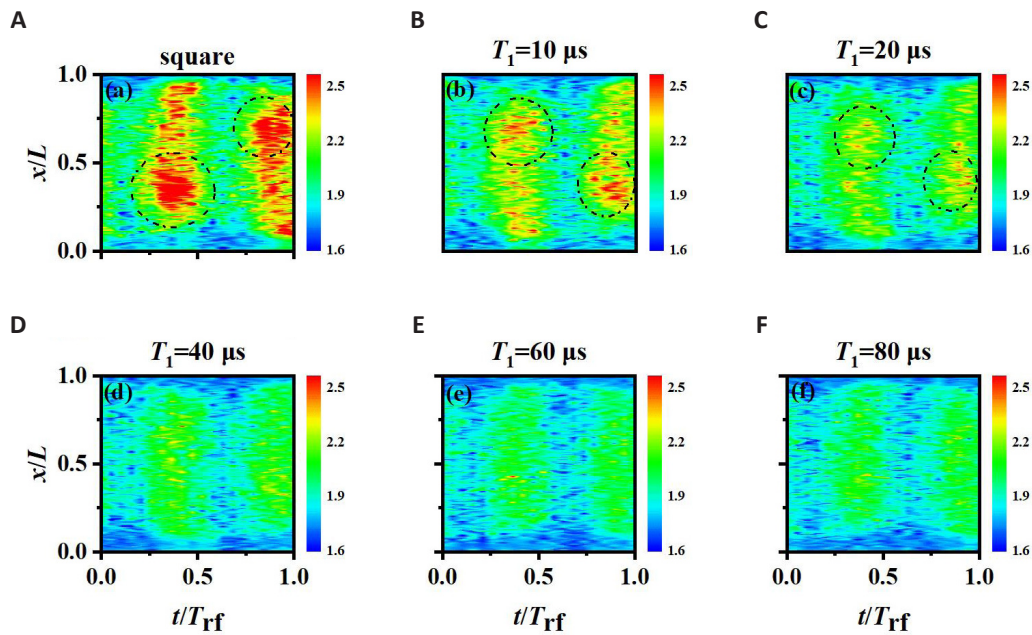 A
B
C
square
T1=10 μs
T1=20 μs
x/L
1.0
0.5
0.0
(a)
2.5
2.2
1.9
1.6
(b)
2.5
2.2
1.9
1.6
(c)
2.5
2.2
1.9
1.6
D
E
F
T1=40 μs
T1=60 μs
T1=80 μs
x/L
1.0
0.5
0.0
(d)
2.5
2.2
1.9
1.6
(e)
2.5
2.2
1.9
1.6
(f)
2.5
2.2
1.9
1.6
0.0 0.5 1.0
0.0 0.5 1.0
0.0 0.5 1.0
t/Trf
t/Trf
t/Trf